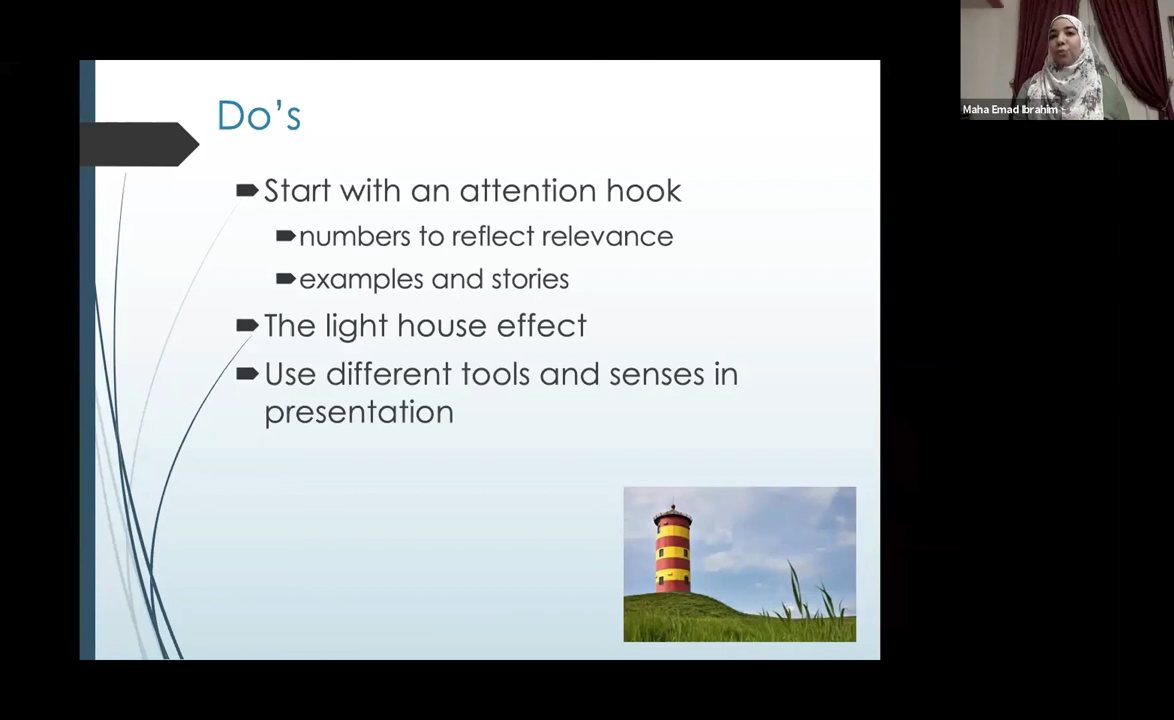 Do's
Start with an attention hook
numbers to reflect relevance
examples and stories
The light house effect
Use different tools and senses in
presentation
Maha Emad Ibrahim